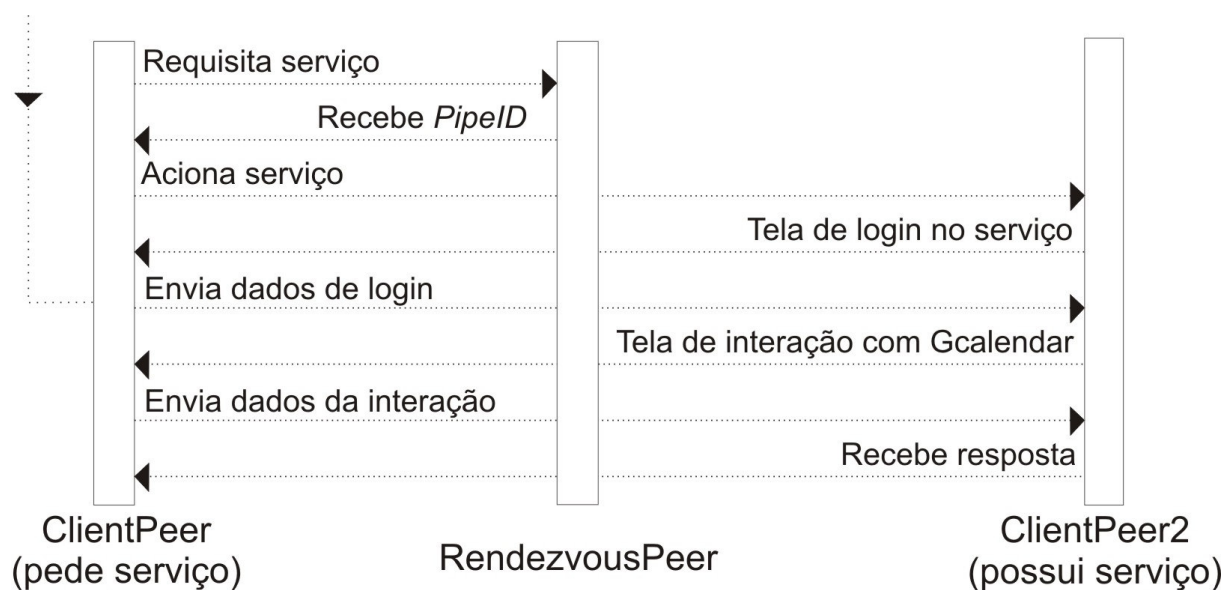 Requisita serviço
Recebe PipeID
Aciona serviço
Tela de login no serviço
Envia dados de login
Tela de interação com Gcalendar
Envia dados da interação
Recebe resposta
ClientPeer
(pede serviço)
RendezvousPeer
ClientPeer2
(possui serviço)